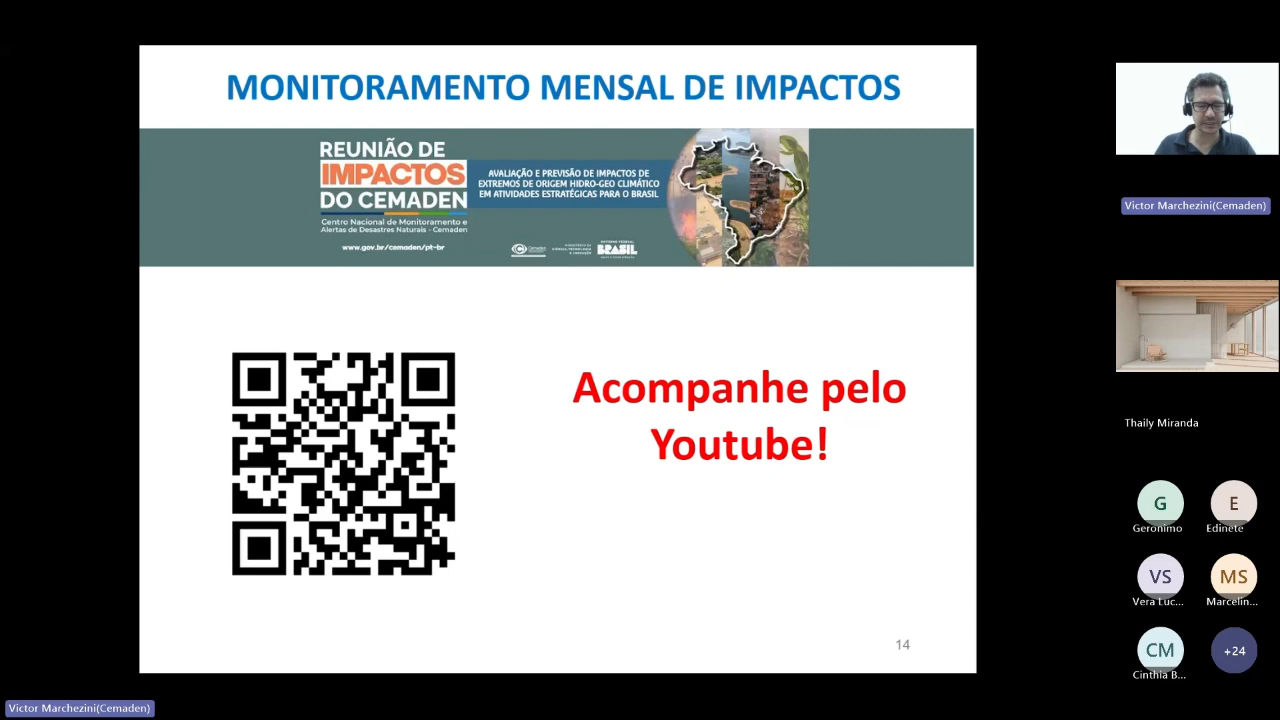 MONITORAMENTO MENSAL DE IMPACTOS
REUNIÃO DE
IMPACTOS
DO CEMADEN
Centro Nacional de Monitoramento e
Alertas de Desastres Naturais - Cemaden
www.gov.br/camaden/pt-br
AVALIAÇÃO E PREVISÃO DE IMPACTOS DE
EXTREMOS DE ORIGEM HIDRO-GEO CLIMÁTICO
EM ATIVIDADES ESTRATÉGICAS PARA O BRASIL
BRASIL
Acompanhe pelo
Youtube!
14
Victor Marchezini(Cemaden)
Thaily Miranda
G
Geronimo
E
Edinete
VS
Vera Luc...
MS
Marcelin...
CM
Cinthia B...
+24
Victor Marchezini(Cemaden)